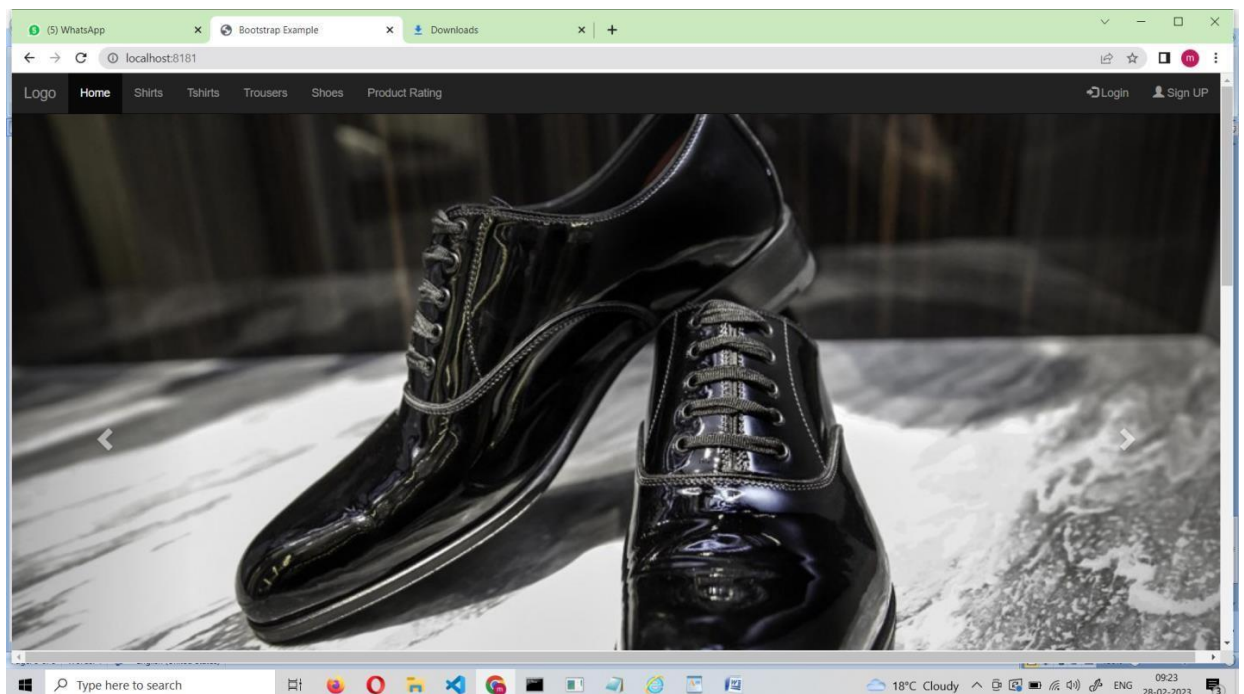 (5) WhatsApp
Bootstrap Example
Downloads
localhost:8181
Logo Home Shirts Tshirts Trousers Shoes Product Rating Login Sign UP
Type here to search
18°C Cloudy ENG
09:23
28-02-2023